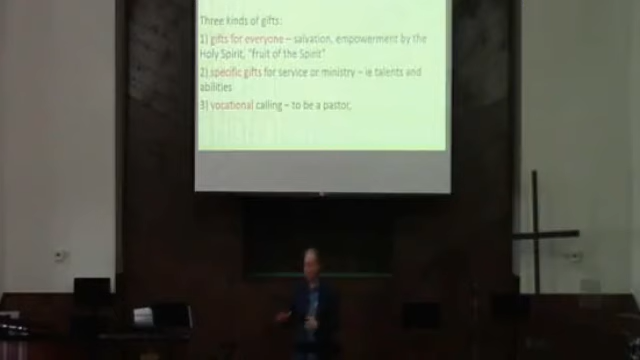 Three kinds of gifts:
1) gifts for everyone – salvation, empowerment by the
Holy Spirit, "fruit of the Spirit"
2) specific gifts for service or ministry – ie talents and
abilities
3) vocational calling – to be a pastor,